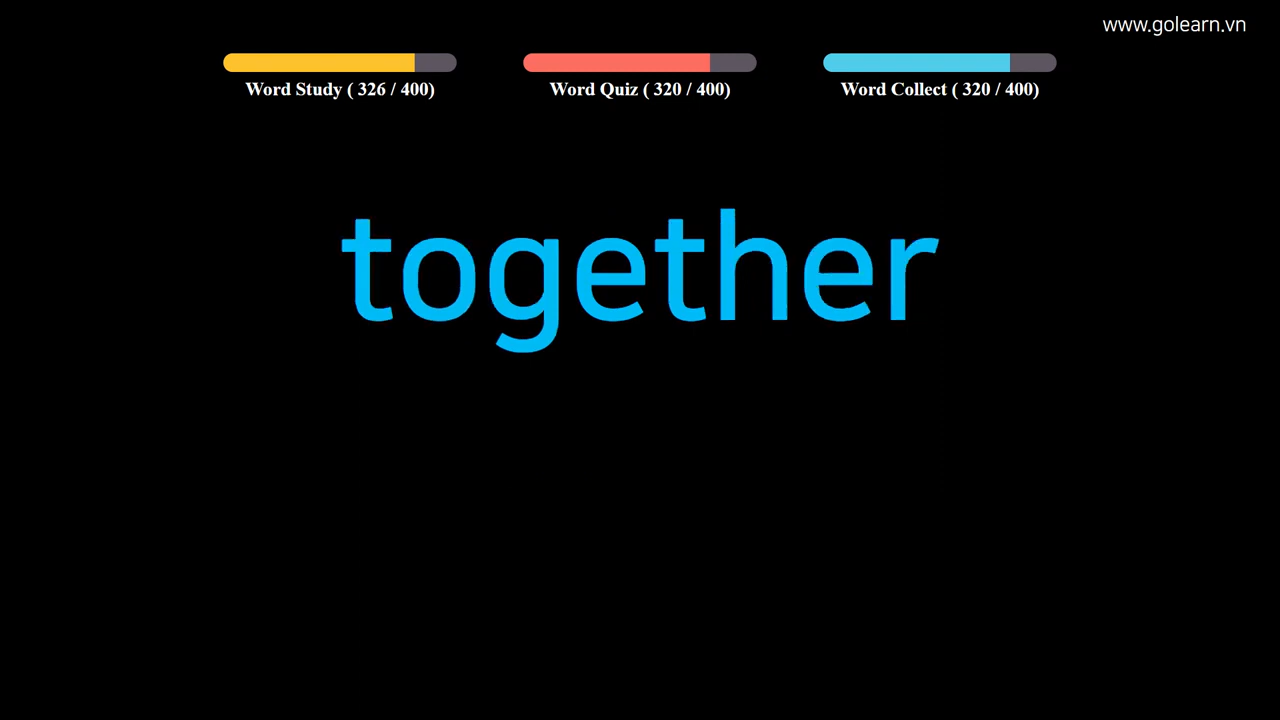 www.golearn.vn
Word Study ( 326 / 400)
Word Quiz ( 320 / 400)
Word Collect ( 320 / 400)
together